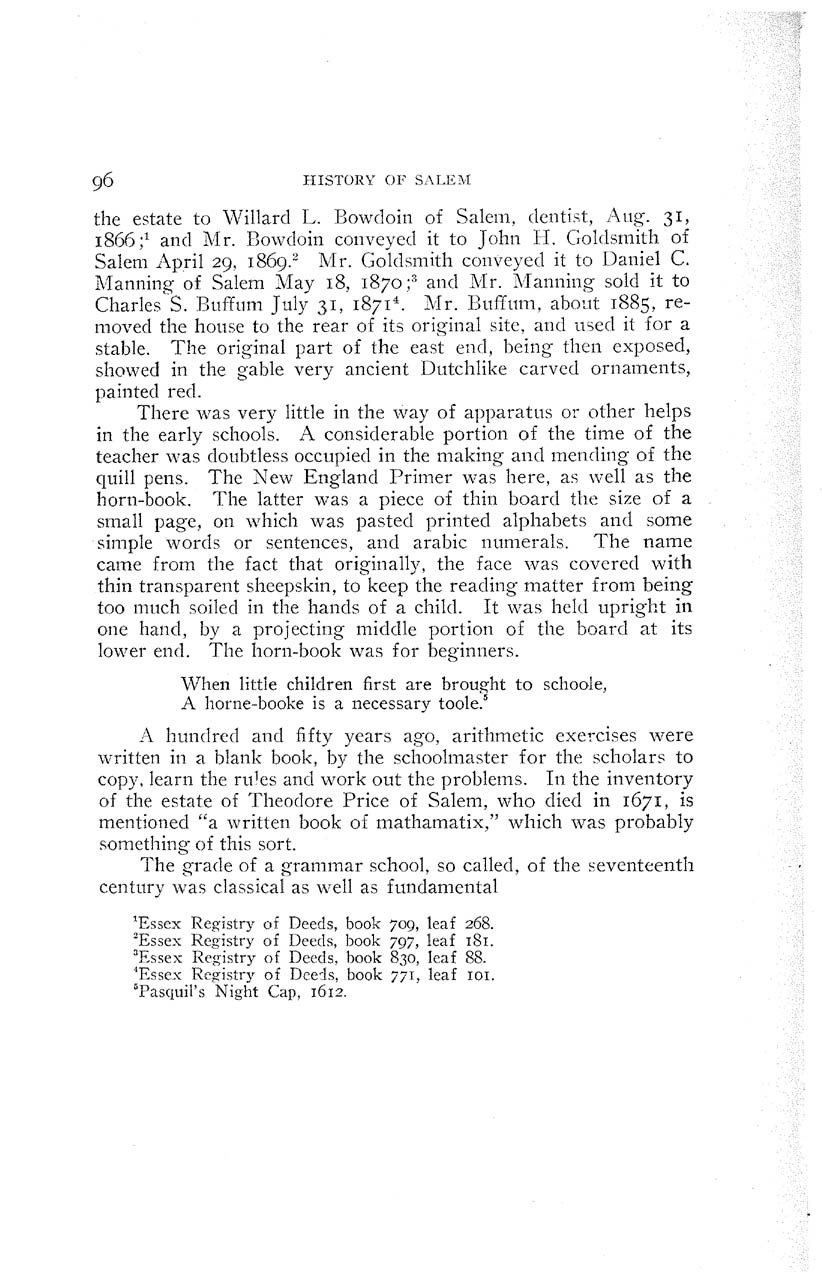 96 HISTORY OF SALEM
the estate to Willard L. Bowdoin of Salem, dentist, Aug. 31,
1866;¹ and Mr. Bowdoin conveyed it to John H. Goldsmith of
Salem April 29, 1869.² Mr. Goldsmith conveyed it to Daniel C.
Manning of Salem May 18, 1870;³ and Mr. Manning sold it to
Charles S. Buffum July 31, 1871⁴. Mr. Buffum, about 1885, re-
moved the house to the rear of its original site, and used it for a
stable. The original part of the east end, being then exposed,
showed in the gable very ancient Dutchlike carved ornaments,
painted red.
There was very little in the way of apparatus or other helps
in the early schools. A considerable portion of the time of the
teacher was doubtless occupied in the making and mending of the
quill pens. The New England Primer was here, as well as the
horn-book. The latter was a piece of thin board the size of a
small page, on which was pasted printed alphabets and some
simple words or sentences, and arabic numerals. The name
came from the fact that originally, the face was covered with
thin transparent sheepskin, to keep the reading matter from being
too much soiled in the hands of a child. It was held upright in
one hand, by a projecting middle portion of the board at its
lower end. The horn-book was for beginners.
When little children first are brought to schoole,
A horne-booke is a necessary toole.⁵
A hundred and fifty years ago, arithmetic exercises were
written in a blank book, by the schoolmaster for the scholars to
copy, learn the rules and work out the problems. In the inventory
of the estate of Theodore Price of Salem, who died in 1671, is
mentioned “a written book of mathamatix,” which was probably
something of this sort.
The grade of a grammar school, so called, of the seventeenth
century was classical as well as fundamental
¹Essex Registry of Deeds, book 709, leaf 268.
²Essex Registry of Deeds, book 797, leaf 181.
³Essex Registry of Deeds, book 830, leaf 88.
⁴Essex Registry of Deeds, book 771, leaf 101.
⁵Pasquil's Night Cap, 1612.